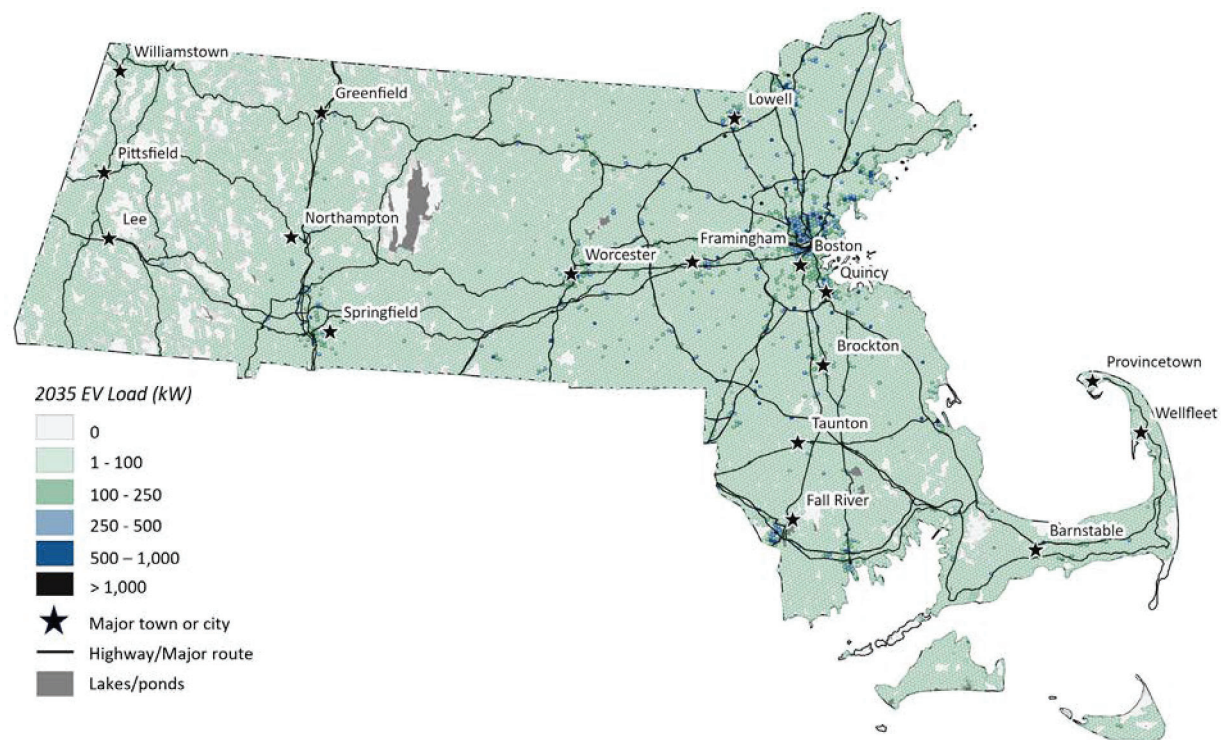 Williamstown
Greenfield
Lowell
Pittsfield
Lee
Northampton
Framingham
Boston
Worcester
Quincy
Springfield
Brockton
Provincetown
Wellfleet
Taunton
Fall River
Barnstable
2035 EV Load (kW)
0
1 - 100
100 - 250
250 - 500
500 – 1,000
> 1,000
Major town or city
Highway/Major route
Lakes/ponds